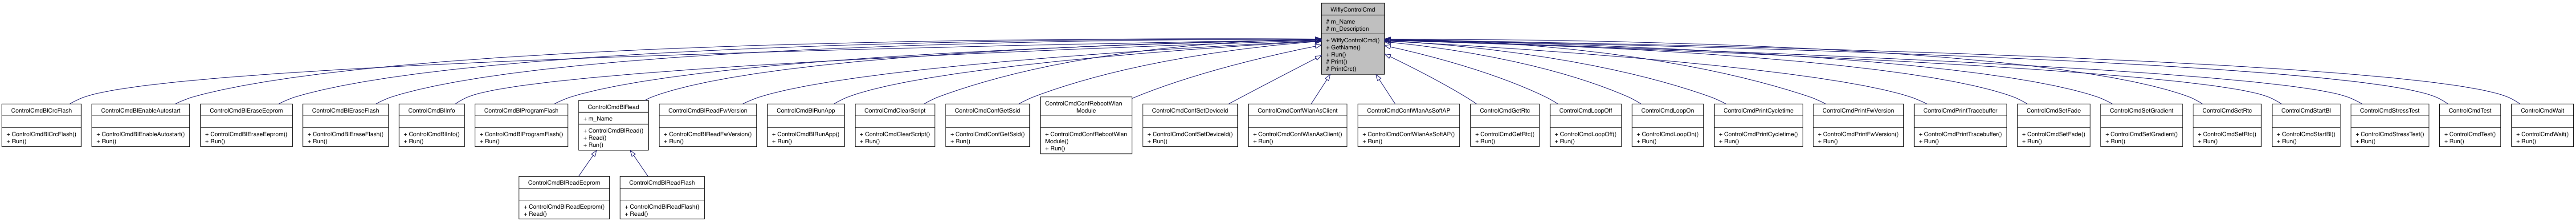 WiflyControlCmd
# m_Name
# m_Description
+ WiflyControlCmd()
+ GetName()
+ Run()
# Print()
# PrintCrc()
ControlCmdBlCrcFlash
+ ControlCmdBlCrcFlash()
+ Run()
ControlCmdBlEnableAutostart
+ ControlCmdBlEnableAutostart()
+ Run()
ControlCmdBlEraseEeprom
+ ControlCmdBlEraseEeprom()
+ Run()
ControlCmdBlEraseFlash
+ ControlCmdBlEraseFlash()
+ Run()
ControlCmdBlInfo
+ ControlCmdBlInfo()
+ Run()
ControlCmdBlProgramFlash
+ ControlCmdBlProgramFlash()
+ Run()
ControlCmdBlRead
+ m_Name
+ ControlCmdBlRead()
+ Read()
+ Run()
ControlCmdBlReadFwVersion
+ ControlCmdBlReadFwVersion()
+ Run()
ControlCmdBlRunApp
+ ControlCmdBlRunApp()
+ Run()
ControlCmdClearScript
+ ControlCmdClearScript()
+ Run()
ControlCmdConfGetSsid
+ ControlCmdConfGetSsid()
+ Run()
ControlCmdConfRebootWlan
Module
+ ControlCmdConfRebootWlan
Module()
+ Run()
ControlCmdConfSetDeviceId
+ ControlCmdConfSetDeviceId()
+ Run()
ControlCmdConfWlanAsClient
+ ControlCmdConfWlanAsClient()
+ Run()
ControlCmdConfWlanAsSoftAP
+ ControlCmdConfWlanAsSoftAP()
+ Run()
ControlCmdGetRtc
+ ControlCmdGetRtc()
+ Run()
ControlCmdLoopOff
+ ControlCmdLoopOff()
+ Run()
ControlCmdLoopOn
+ ControlCmdLoopOn()
+ Run()
ControlCmdPrintCycletime
+ ControlCmdPrintCycletime()
+ Run()
ControlCmdPrintFwVersion
+ ControlCmdPrintFwVersion()
+ Run()
ControlCmdPrintTracebuffer
+ ControlCmdPrintTracebuffer()
+ Run()
ControlCmdSetFade
+ ControlCmdSetFade()
+ Run()
ControlCmdSetGradient
+ ControlCmdSetGradient()
+ Run()
ControlCmdSetRtc
+ ControlCmdSetRtc()
+ Run()
ControlCmdStartBl
+ ControlCmdStartBl()
+ Run()
ControlCmdStressTest
+ ControlCmdStressTest()
+ Run()
ControlCmdTest
+ ControlCmdTest()
+ Run()
ControlCmdWait
+ ControlCmdWait()
+ Run()
ControlCmdBlReadEeprom
+ ControlCmdBlReadEeprom()
+ Read()
ControlCmdBlReadFlash
+ ControlCmdBlReadFlash()
+ Read()